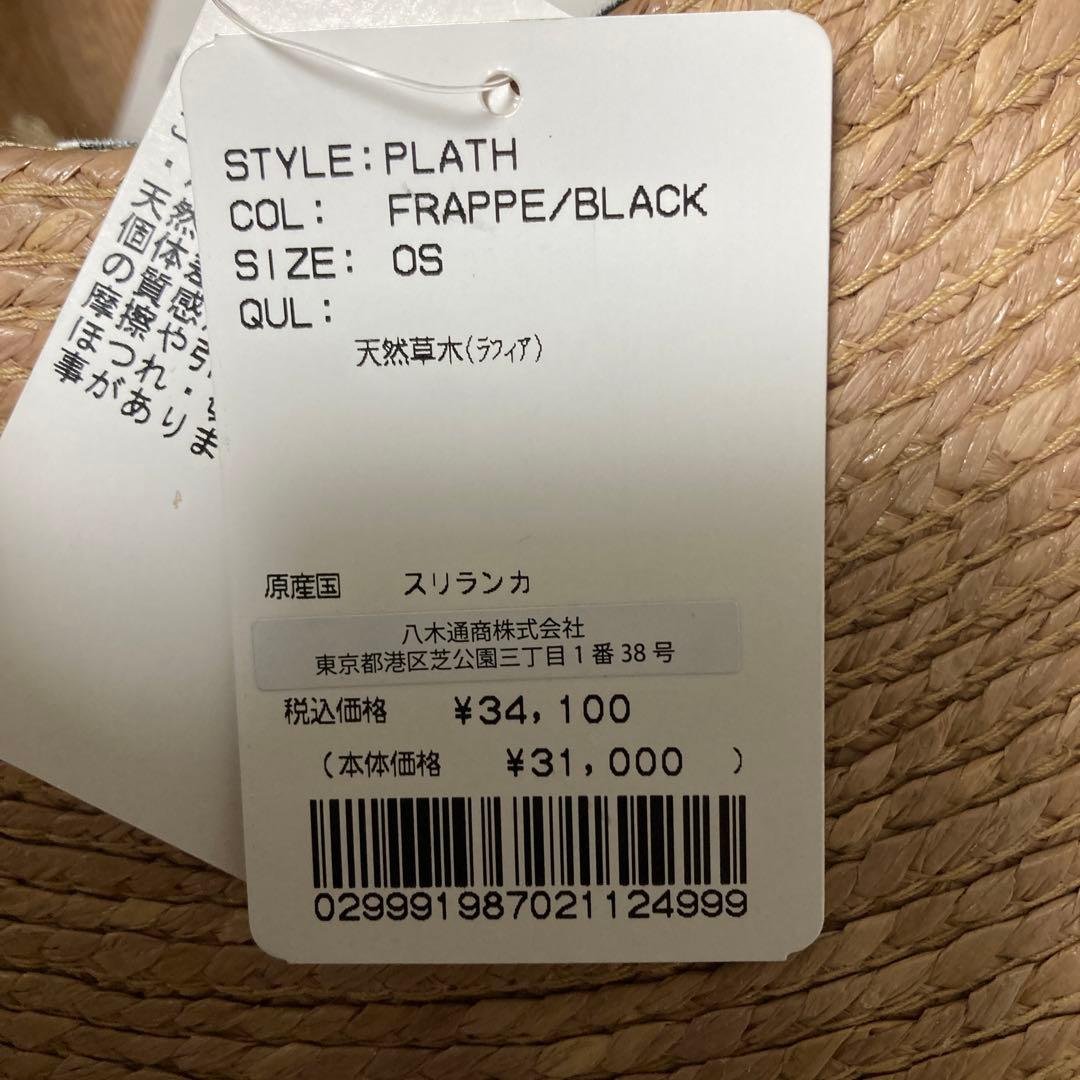 STYLE:PLATH
COL: FRAPPE/BLACK
SIZE: OS
QUL:
天然草木(ﾗﾌｨｱ)
原産国 スリランカ
八木通商株式会社
東京都港区芝公園三丁目1番38号
税込価格 ¥34,100
(本体価格 ¥31,000 )
029991987021124999
天然
個体差
の質感
摩擦や引
ほつれ・
事があります